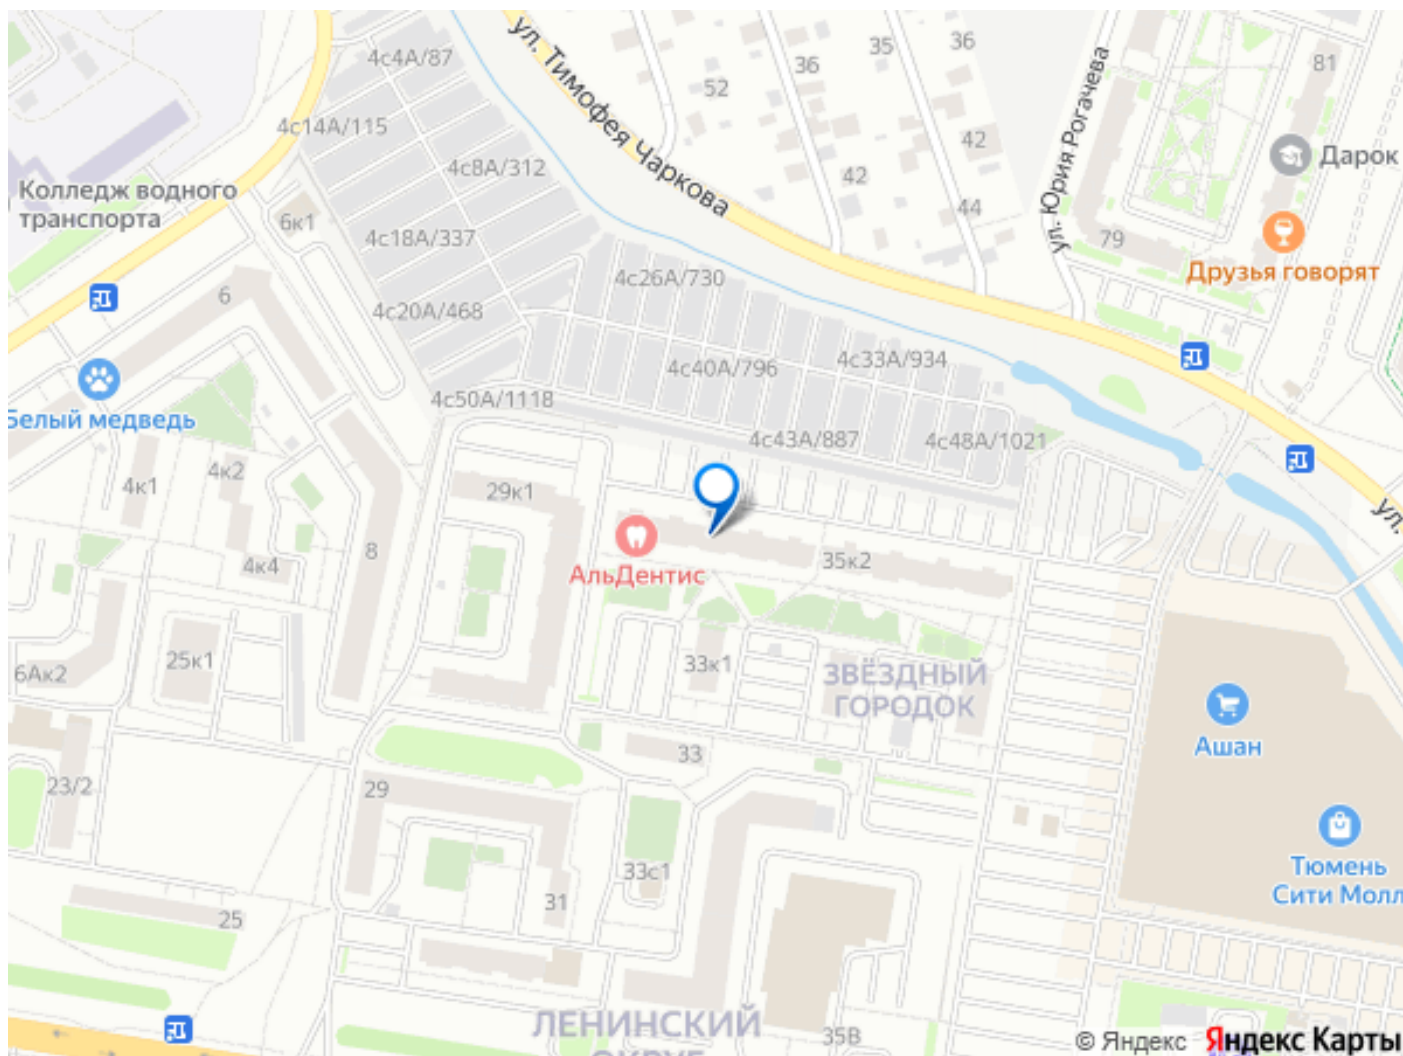 4с4А/87
ул. Тимофея Чаркова
52
36
35
36
ул. Юрия Рогачева
81
4с14А/115
4с8А/312
42
42
Дарок
Колледж водного
транспорта
6к1
4с18А/337
44
79
Друзья говорят
6
4с20А/468
4с26А/730
4с40А/796
4с33А/934
Белый медведь
4с50А/1118
4с43А/887
4с48А/1021
4к1
4к2
29к1
ул.
8
4к4
АльДентис
35к2
6Ак2
25к1
33к1
ЗВЁЗДНЫЙ
ГОРОДОК
Ашан
33
23/2
29
33с1
Тюмень
Сити Молл
25
31
ЛЕНИНСКИЙ
ОКРУГ
35В
© Яндекс Яндекс Карты